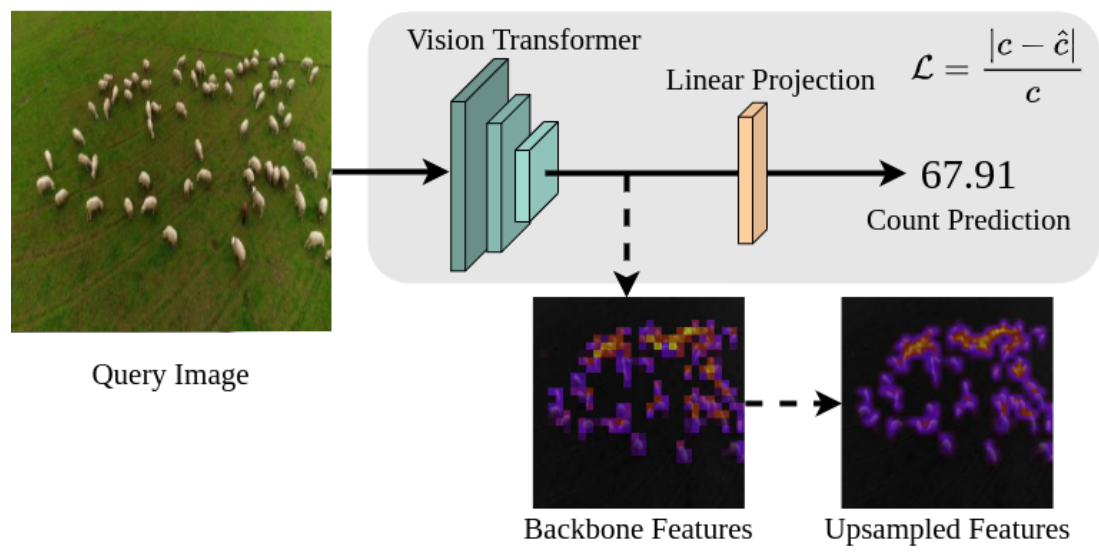 Vision Transformer
Linear Projection
ℒ = |c − ĉ| / c
67.91
Count Prediction
Query Image
Backbone Features
Upsampled Features